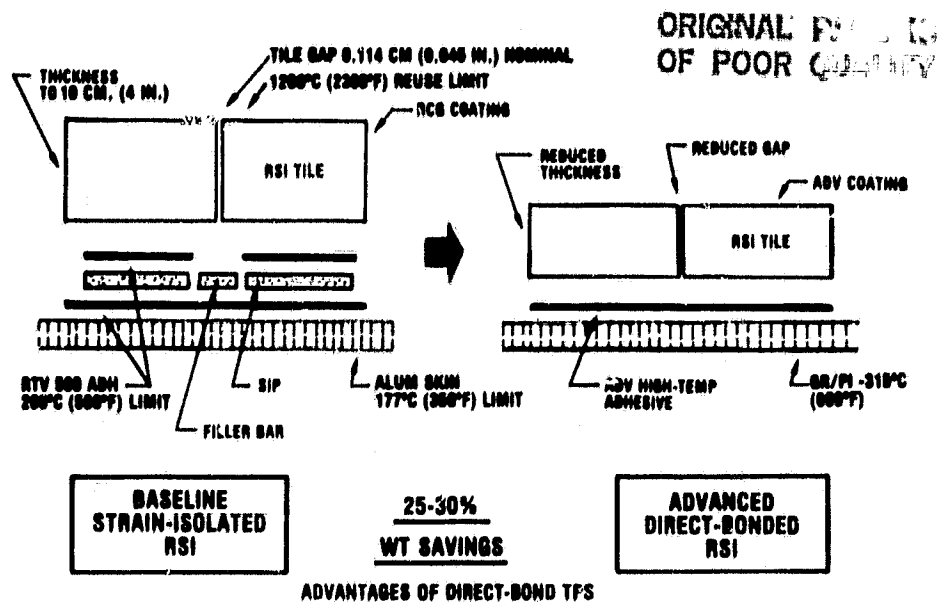 ORIGINAL
OF POOR QUALITY
TILE GAP 0.114 CM (0.045 IN.) NOMINAL
1260°C (2300°F) REUSE LIMIT
THICKNESS
TO 10 CM. (4 IN.)
RCG COATING
RSI TILE
REDUCED
THICKNESS
REDUCED GAP
ADV COATING
RSI TILE
RTV 560 ADH
LIMIT
SIP
FILLER BAR
ALUM SKIN
177°C (350°F) LIMIT
ADV HIGH-TEMP
ADHESIVE
GR/PI -315°C
(600°F)
BASELINE
STRAIN-ISOLATED
RSI
25-30%
WT SAVINGS
ADVANCED
DIRECT-BONDED
RSI
ADVANTAGES OF DIRECT-BOND TPS